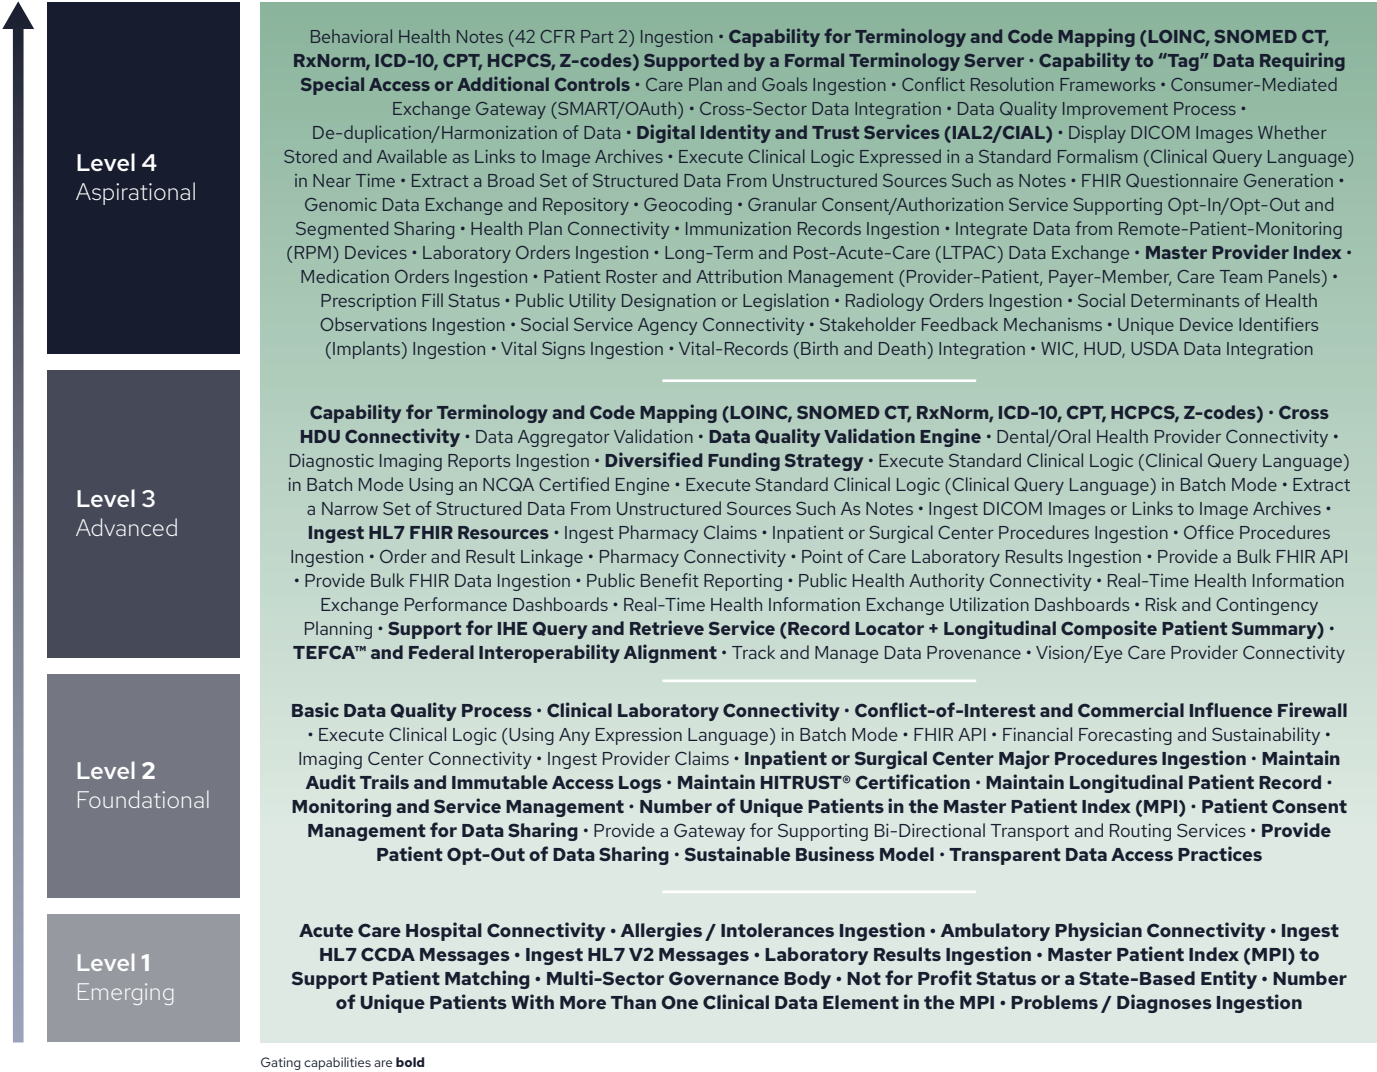 Level 4
Aspirational
Behavioral Health Notes (42 CFR Part 2) Ingestion • Capability for Terminology and Code Mapping (LOINC, SNOMED CT,
RxNorm, ICD-10, CPT, HCPCS, Z-codes) Supported by a Formal Terminology Server • Capability to “Tag” Data Requiring
Special Access or Additional Controls • Care Plan and Goals Ingestion • Conflict Resolution Frameworks • Consumer-Mediated
Exchange Gateway (SMART/OAuth) • Cross-Sector Data Integration • Data Quality Improvement Process •
De-duplication/Harmonization of Data • Digital Identity and Trust Services (IAL2/CIAL) • Display DICOM Images Whether
Stored and Available as Links to Image Archives • Execute Clinical Logic Expressed in a Standard Formalism (Clinical Query Language)
in Near Time • Extract a Broad Set of Structured Data From Unstructured Sources Such as Notes • FHIR Questionnaire Generation •
Genomic Data Exchange and Repository • Geocoding • Granular Consent/Authorization Service Supporting Opt-In/Opt-Out and
Segmented Sharing • Health Plan Connectivity • Immunization Records Ingestion • Integrate Data from Remote-Patient-Monitoring
(RPM) Devices • Laboratory Orders Ingestion • Long-Term and Post-Acute-Care (LTPAC) Data Exchange • Master Provider Index •
Medication Orders Ingestion • Patient Roster and Attribution Management (Provider-Patient, Payer-Member, Care Team Panels) •
Prescription Fill Status • Public Utility Designation or Legislation • Radiology Orders Ingestion • Social Determinants of Health
Observations Ingestion • Social Service Agency Connectivity • Stakeholder Feedback Mechanisms • Unique Device Identifiers
(Implants) Ingestion • Vital Signs Ingestion • Vital-Records (Birth and Death) Integration • WIC, HUD, USDA Data Integration
Level 3
Advanced
Capability for Terminology and Code Mapping (LOINC, SNOMED CT, RxNorm, ICD-10, CPT, HCPCS, Z-codes) • Cross
HDU Connectivity • Data Aggregator Validation • Data Quality Validation Engine • Dental/Oral Health Provider Connectivity •
Diagnostic Imaging Reports Ingestion • Diversified Funding Strategy • Execute Standard Clinical Logic (Clinical Query Language)
in Batch Mode Using an NCQA Certified Engine • Execute Standard Clinical Logic (Clinical Query Language) in Batch Mode • Extract
a Narrow Set of Structured Data From Unstructured Sources Such As Notes • Ingest DICOM Images or Links to Image Archives •
Ingest HL7 FHIR Resources • Ingest Pharmacy Claims • Inpatient or Surgical Center Procedures Ingestion • Office Procedures
Ingestion • Order and Result Linkage • Pharmacy Connectivity • Point of Care Laboratory Results Ingestion • Provide a Bulk FHIR API
• Provide Bulk FHIR Data Ingestion • Public Benefit Reporting • Public Health Authority Connectivity • Real-Time Health Information
Exchange Performance Dashboards • Real-Time Health Information Exchange Utilization Dashboards • Risk and Contingency
Planning • Support for IHE Query and Retrieve Service (Record Locator + Longitudinal Composite Patient Summary) •
TEFCA™ and Federal Interoperability Alignment • Track and Manage Data Provenance • Vision/Eye Care Provider Connectivity
Level 2
Foundational
Basic Data Quality Process • Clinical Laboratory Connectivity • Conflict-of-Interest and Commercial Influence Firewall
• Execute Clinical Logic (Using Any Expression Language) in Batch Mode • FHIR API • Financial Forecasting and Sustainability •
Imaging Center Connectivity • Ingest Provider Claims • Inpatient or Surgical Center Major Procedures Ingestion • Maintain
Audit Trails and Immutable Access Logs • Maintain HITRUST® Certification • Maintain Longitudinal Patient Record •
Monitoring and Service Management • Number of Unique Patients in the Master Patient Index (MPI) • Patient Consent
Management for Data Sharing • Provide a Gateway for Supporting Bi-Directional Transport and Routing Services • Provide
Patient Opt-Out of Data Sharing • Sustainable Business Model • Transparent Data Access Practices
Level 1
Emerging
Acute Care Hospital Connectivity • Allergies / Intolerances Ingestion • Ambulatory Physician Connectivity • Ingest
HL7 CCDA Messages • Ingest HL7 V2 Messages • Laboratory Results Ingestion • Master Patient Index (MPI) to
Support Patient Matching • Multi-Sector Governance Body • Not for Profit Status or a State-Based Entity • Number
of Unique Patients With More Than One Clinical Data Element in the MPI • Problems / Diagnoses Ingestion
Gating capabilities are bold